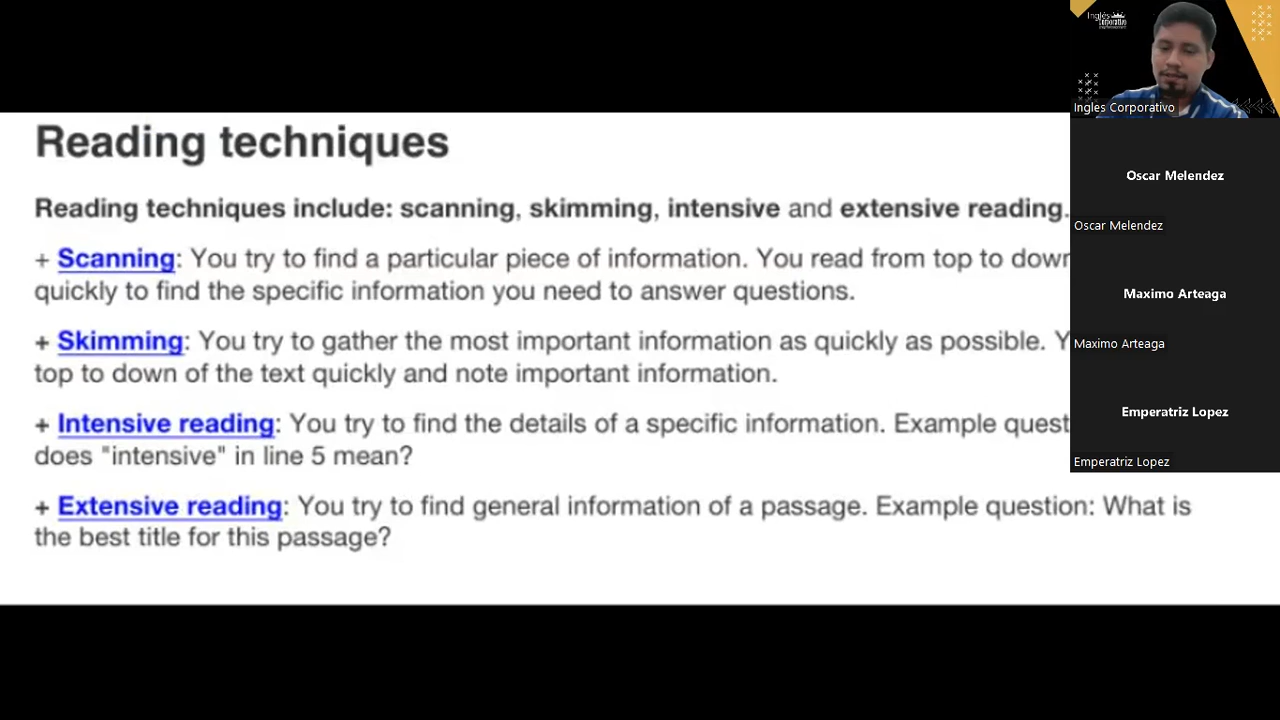 Reading techniques
Reading techniques include: scanning, skimming, intensive and extensive reading.
+ Scanning: You try to find a particular piece of information. You read from top to down
quickly to find the specific information you need to answer questions.
+ Skimming: You try to gather the most important information as quickly as possible.
top to down of the text quickly and note important information.
+ Intensive reading: You try to find the details of a specific information. Example
does "intensive" in line 5 mean?
+ Extensive reading: You try to find general information of a passage. Example question: What is
the best title for this passage?
Inglés
Corporativo
Ingles Corporativo
Oscar Melendez
Oscar Melendez
Maximo Arteaga
Maximo Arteaga
Emperatriz Lopez
Emperatriz Lopez